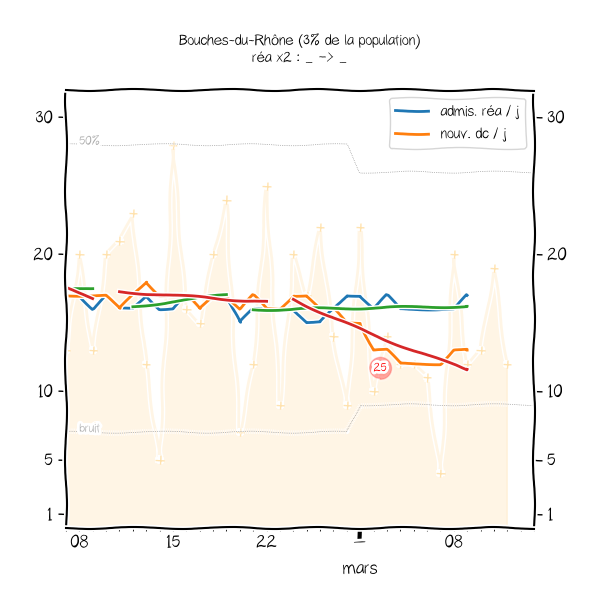 Bouches-du-Rhône (3% de la population)
réa x2 : _ -> _
admis. réa / j
nouv. dc / j
30
30
50%
20
20
25
10
10
bruit
5
5
1
1
08
15
22
1
08
mars